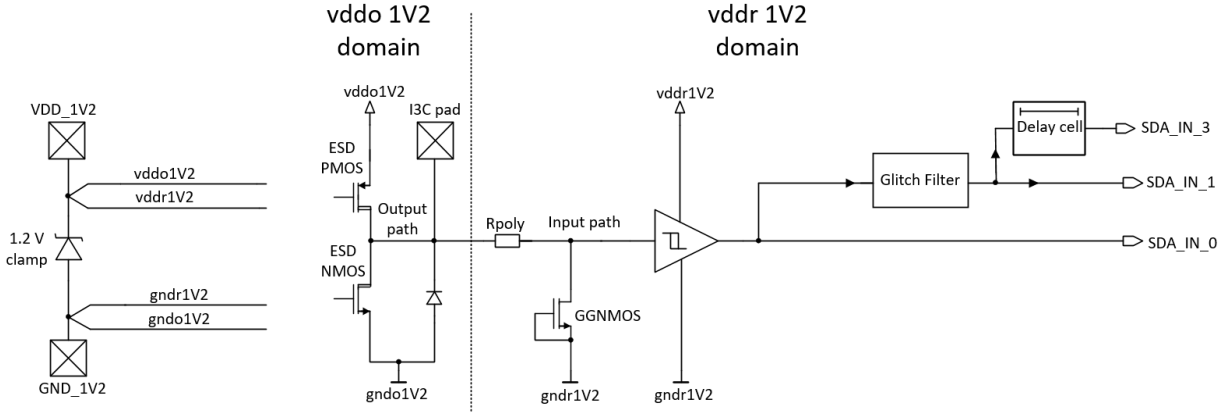 vddo 1V2
domain
vddr 1V2
domain
VDD_1V2
vddo1V2
vddr1V2
1.2 V
clamp
gndr1V2
gndo1V2
GND_1V2
vddo1V2
I3C pad
ESD
PMOS
Output
path
ESD
NMOS
gndo1V2
Rpoly
Input path
GGNMOS
gndr1V2
vddr1V2
gndr1V2
Glitch Filter
Delay cell
SDA_IN_3
SDA_IN_1
SDA_IN_0